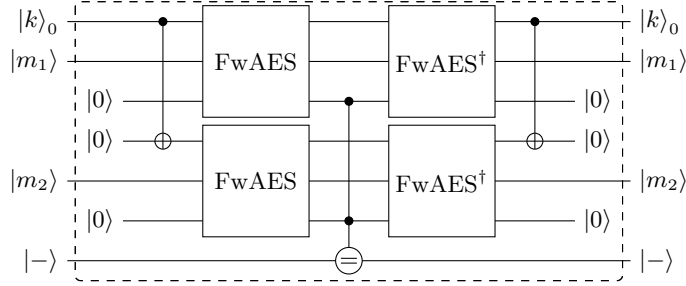 |k⟩₀ |k⟩₀
|m₁⟩ FwAES FwAES† |m₁⟩
|0⟩ |0⟩
|0⟩ |0⟩
|m₂⟩ FwAES FwAES† |m₂⟩
|0⟩ |0⟩
|−⟩ = |−⟩